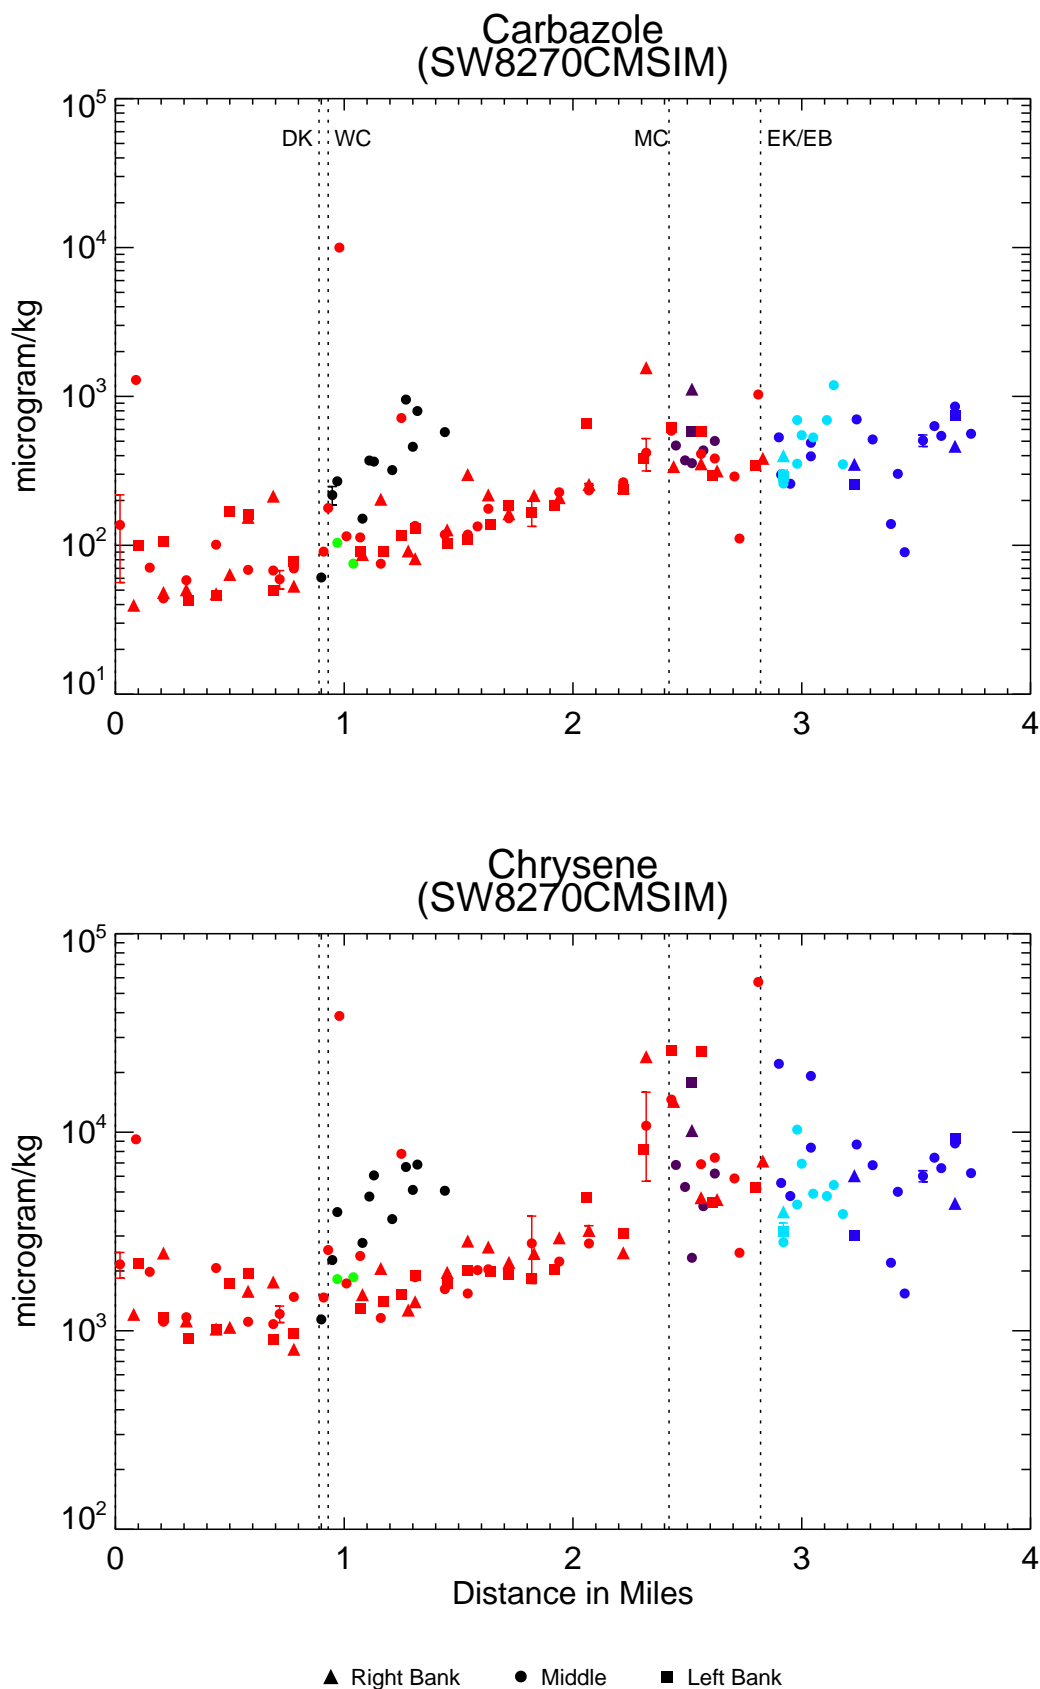 Carbazole
(SW8270CMSIM)
10^5
DK WC MC EK/EB
10^4
microgram/kg
10^3
10^2
10^1
0 1 2 3 4
Chrysene
(SW8270CMSIM)
10^5
10^4
microgram/kg
10^3
10^2
0 1 2 3 4
Distance in Miles
Right Bank Middle Left Bank